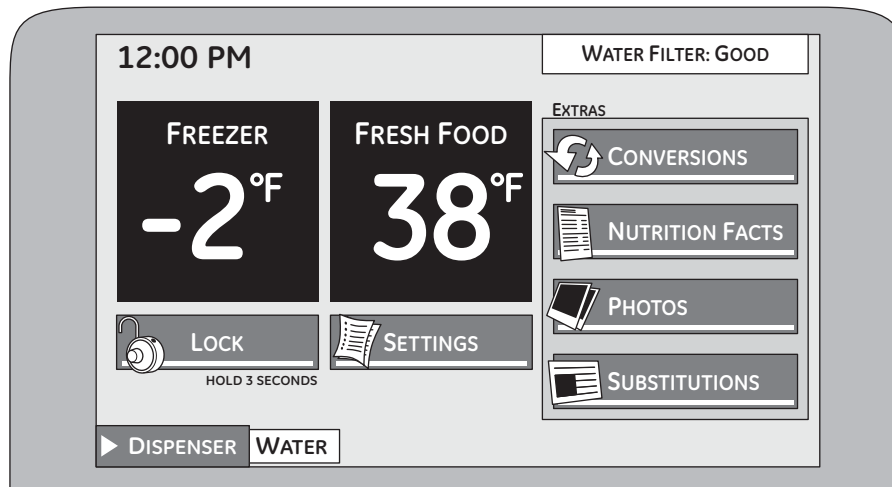 12:00 PM
WATER FILTER: GOOD
FREEZER
-2°F
FRESH FOOD
38°F
LOCK
HOLD 3 SECONDS
SETTINGS
EXTRAS
CONVERSIONS
NUTRITION FACTS
PHOTOS
SUBSTITUTIONS
DISPENSER WATER